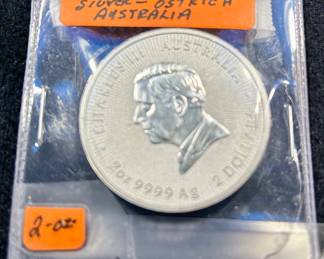 SILVER - OSTRICH
AUSTRALIA
CHARLES III AUSTRALIA
2oz 9999 Ag 2 DOLLARS
2-oz